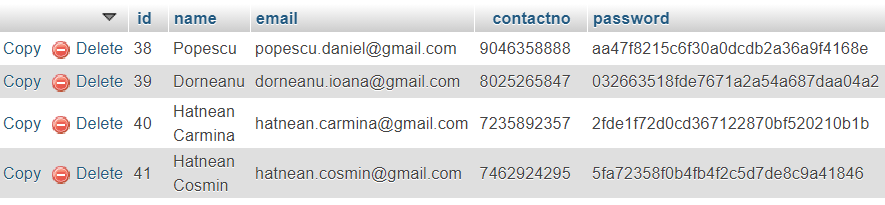 id name email contactno password
Copy Delete 38 Popescu popescu.daniel@gmail.com 9046358888 aa47f8215c6f30a0dcdb2a36a9f4168e
Copy Delete 39 Dorneanu dorneanu.ioana@gmail.com 8025265847 032663518fde7671a2a54a687daa04a2
Hatnean
Copy Delete 40 hatnean.carmina@gmail.com 7235892357 2fde1f72d0cd367122870bf520210b1b
Carmina
Hatnean
Copy Delete 41 hatnean.cosmin@gmail.com 7462924295 5fa72358f0b4fb4f2c5d7de8c9a41846
Cosmin